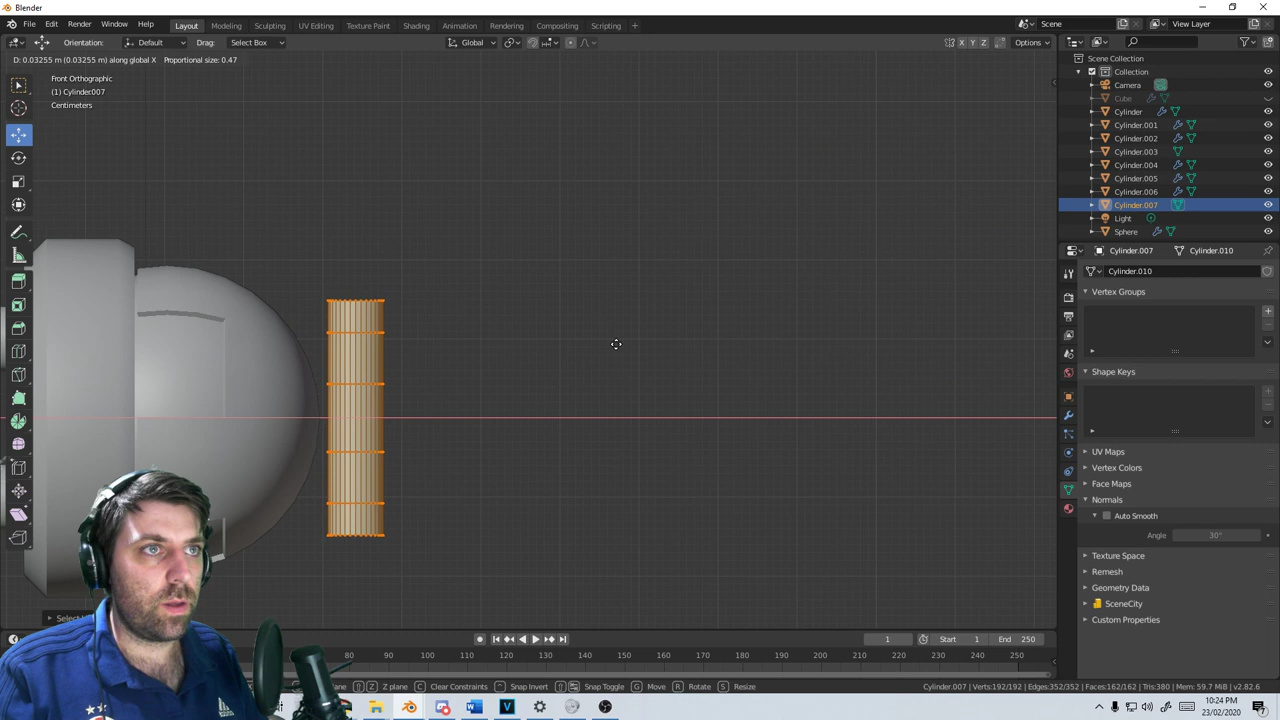 Blender
File Edit Render Window Help
Layout Modeling Sculpting UV Editing Texture Paint Shading Animation Rendering Compositing Scripting +
Scene
View Layer
Orientation: Default Drag: Select Box
Global
X Y Z Options
D: 0.03255 m (0.03255 m) along global X Proportional size: 0.47
Front Orthographic
(1) Cylinder.007
Centimeters
Scene Collection
Collection
Camera
Cube
Cylinder
Cylinder.001
Cylinder.002
Cylinder.003
Cylinder.004
Cylinder.005
Cylinder.006
Cylinder.007
Light
Sphere
Cylinder.007 Cylinder.010
Cylinder.010
Vertex Groups
Shape Keys
UV Maps
Vertex Colors
Face Maps
Normals
Auto Smooth
Angle 30°
Texture Space
Remesh
Geometry Data
SceneCity
Custom Properties
1 Start 1 End 250
80 100 110 120 130 140 150 160 170 180 190 200 210 220 230 240 250
Z plane C Clear Constraints Snap Invert Snap Toggle G Move R Rotate S Resize
Cylinder.007 | Verts:192/192 | Edges:352/352 | Faces:162/162 | Tris:380 | Mem: 59.7 MiB | v2.82.6
10:24 PM
23/02/2020